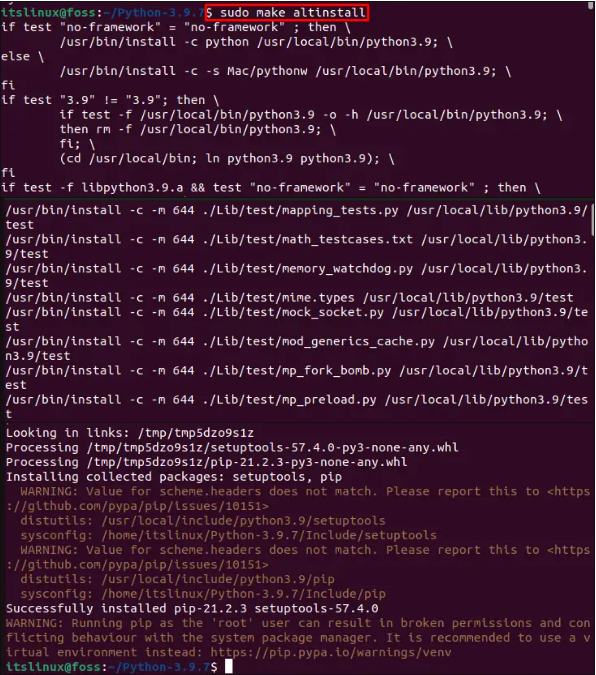 itslinux@foss:~/Python-3.9.7$ sudo make altinstall
if test "no-framework" = "no-framework" ; then \
        /usr/bin/install -c python /usr/local/bin/python3.9; \
else \
        /usr/bin/install -c -s Mac/pythonw /usr/local/bin/python3.9; \
fi
if test "3.9" != "3.9"; then \
        if test -f /usr/local/bin/python3.9 -o -h /usr/local/bin/python3.9; \
        then rm -f /usr/local/bin/python3.9; \
        fi; \
        (cd /usr/local/bin; ln python3.9 python3.9); \
fi
if test -f libpython3.9.a && test "no-framework" = "no-framework" ; then \
/usr/bin/install -c -m 644 ./Lib/test/mapping_tests.py /usr/local/lib/python3.9/
test
/usr/bin/install -c -m 644 ./Lib/test/math_testcases.txt /usr/local/lib/python3.
9/test
/usr/bin/install -c -m 644 ./Lib/test/memory_watchdog.py /usr/local/lib/python3.
9/test
/usr/bin/install -c -m 644 ./Lib/test/mime.types /usr/local/lib/python3.9/test
/usr/bin/install -c -m 644 ./Lib/test/mock_socket.py /usr/local/lib/python3.9/te
st
/usr/bin/install -c -m 644 ./Lib/test/mod_generics_cache.py /usr/local/lib/pytho
n3.9/test
/usr/bin/install -c -m 644 ./Lib/test/mp_fork_bomb.py /usr/local/lib/python3.9/t
est
/usr/bin/install -c -m 644 ./Lib/test/mp_preload.py /usr/local/lib/python3.9/tes
t
Looking in links: /tmp/tmp5dzo9s1z
Processing /tmp/tmp5dzo9s1z/setuptools-57.4.0-py3-none-any.whl
Processing /tmp/tmp5dzo9s1z/pip-21.2.3-py3-none-any.whl
Installing collected packages: setuptools, pip
  WARNING: Value for scheme.headers does not match. Please report this to <https
://github.com/pypa/pip/issues/10151>
  distutils: /usr/local/include/python3.9/setuptools
  sysconfig: /home/itslinux/Python-3.9.7/Include/setuptools
  WARNING: Value for scheme.headers does not match. Please report this to <https
://github.com/pypa/pip/issues/10151>
  distutils: /usr/local/include/python3.9/pip
  sysconfig: /home/itslinux/Python-3.9.7/Include/pip
Successfully installed pip-21.2.3 setuptools-57.4.0
WARNING: Running pip as the 'root' user can result in broken permissions and con
flicting behaviour with the system package manager. It is recommended to use a v
irtual environment instead: https://pip.pypa.io/warnings/venv
itslinux@foss:~/Python-3.9.7$